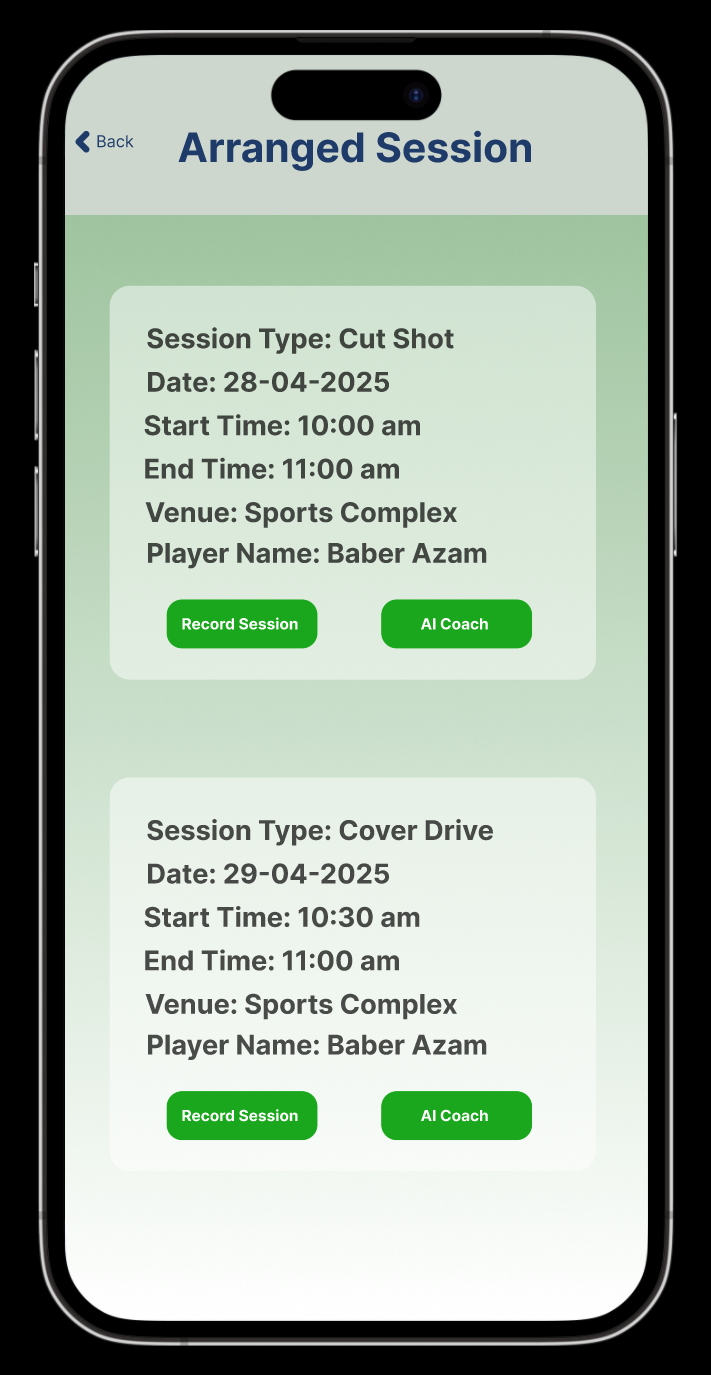 Back
Arranged Session
Session Type: Cut Shot
Date: 28-04-2025
Start Time: 10:00 am
End Time: 11:00 am
Venue: Sports Complex
Player Name: Baber Azam
Record Session
AI Coach
Session Type: Cover Drive
Date: 29-04-2025
Start Time: 10:30 am
End Time: 11:00 am
Venue: Sports Complex
Player Name: Baber Azam
Record Session
AI Coach